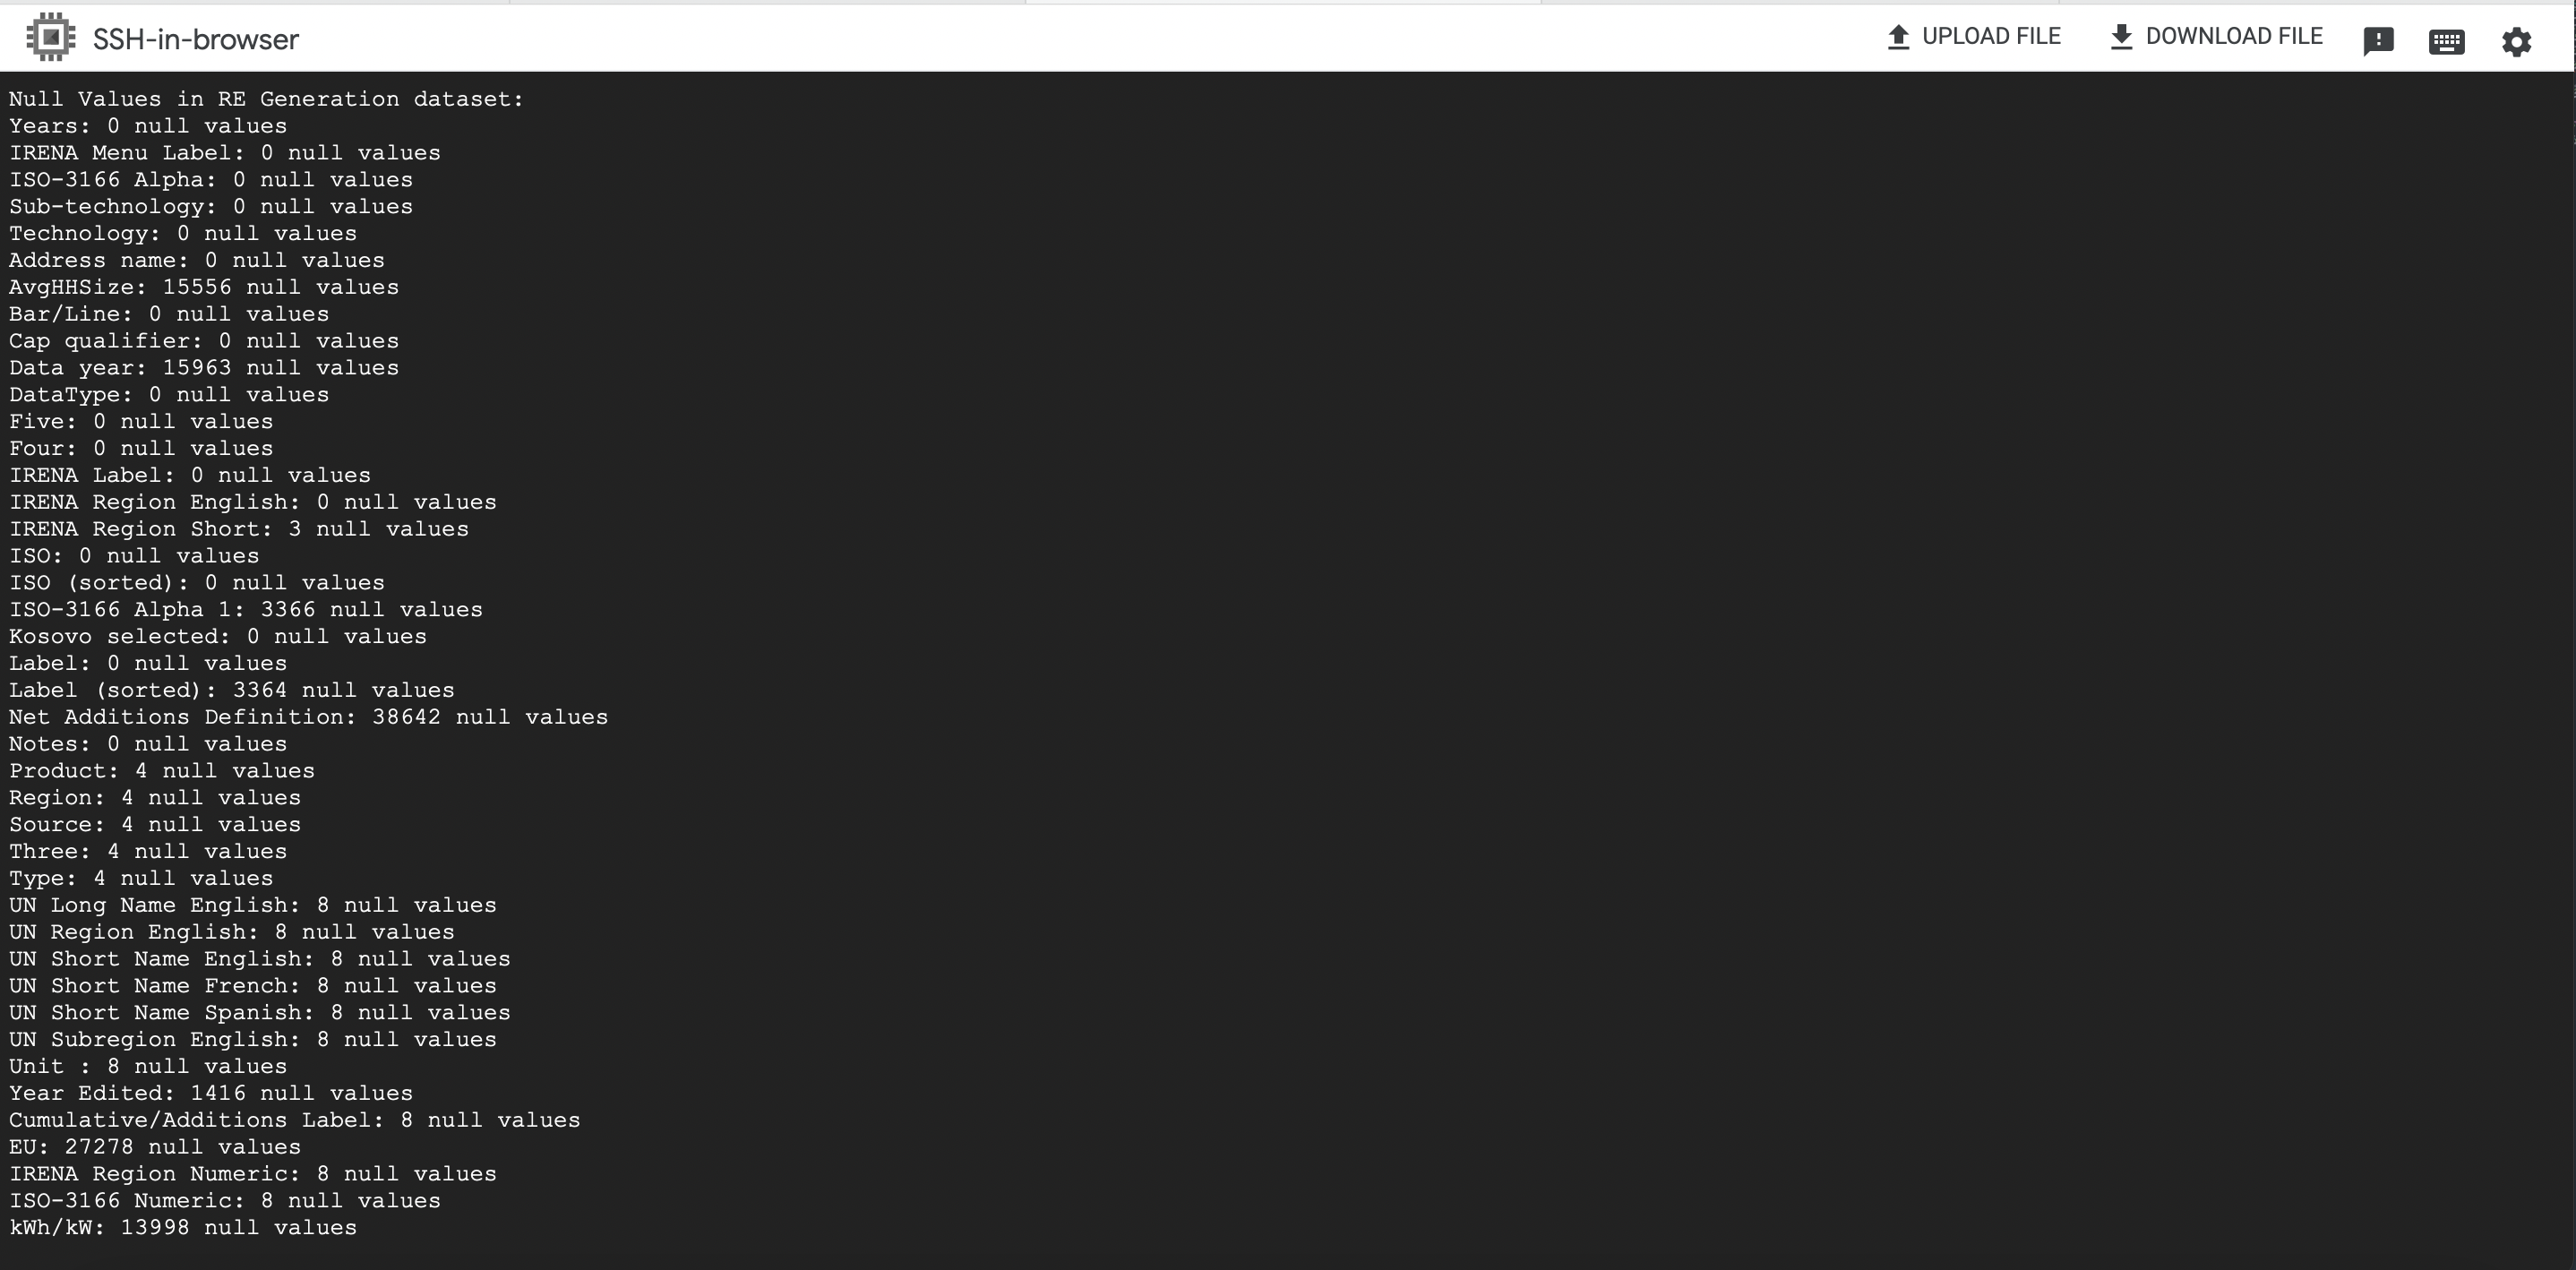 SSH-in-browser
UPLOAD FILE
DOWNLOAD FILE
Null Values in RE Generation dataset:
Years: 0 null values
IRENA Menu Label: 0 null values
ISO-3166 Alpha: 0 null values
Sub-technology: 0 null values
Technology: 0 null values
Address name: 0 null values
AvgHHSize: 15556 null values
Bar/Line: 0 null values
Cap qualifier: 0 null values
Data year: 15963 null values
DataType: 0 null values
Five: 0 null values
Four: 0 null values
IRENA Label: 0 null values
IRENA Region English: 0 null values
IRENA Region Short: 3 null values
ISO: 0 null values
ISO (sorted): 0 null values
ISO-3166 Alpha 1: 3366 null values
Kosovo selected: 0 null values
Label: 0 null values
Label (sorted): 3364 null values
Net Additions Definition: 38642 null values
Notes: 0 null values
Product: 4 null values
Region: 4 null values
Source: 4 null values
Three: 4 null values
Type: 4 null values
UN Long Name English: 8 null values
UN Region English: 8 null values
UN Short Name English: 8 null values
UN Short Name French: 8 null values
UN Short Name Spanish: 8 null values
UN Subregion English: 8 null values
Unit : 8 null values
Year Edited: 1416 null values
Cumulative/Additions Label: 8 null values
EU: 27278 null values
IRENA Region Numeric: 8 null values
ISO-3166 Numeric: 8 null values
kWh/kW: 13998 null values